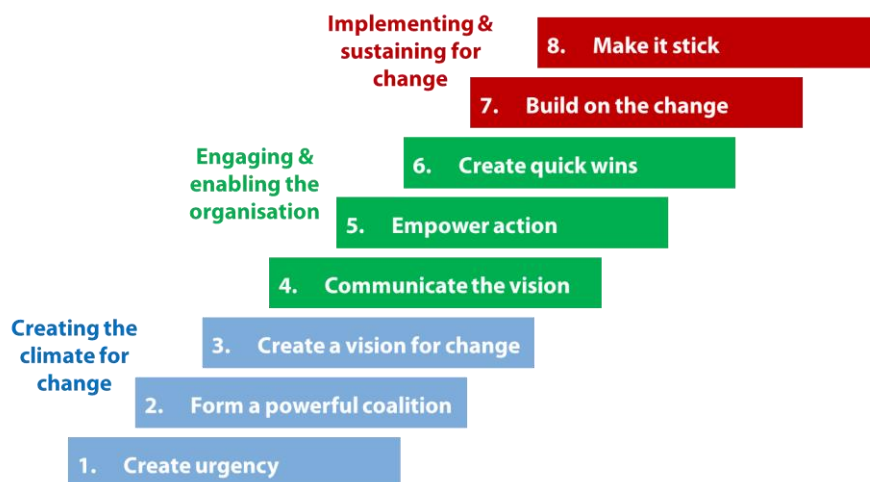 Implementing &
sustaining for
change
8. Make it stick
7. Build on the change
Engaging &
enabling the
organisation
6. Create quick wins
5. Empower action
4. Communicate the vision
Creating the
climate for
change
3. Create a vision for change
2. Form a powerful coalition
1. Create urgency